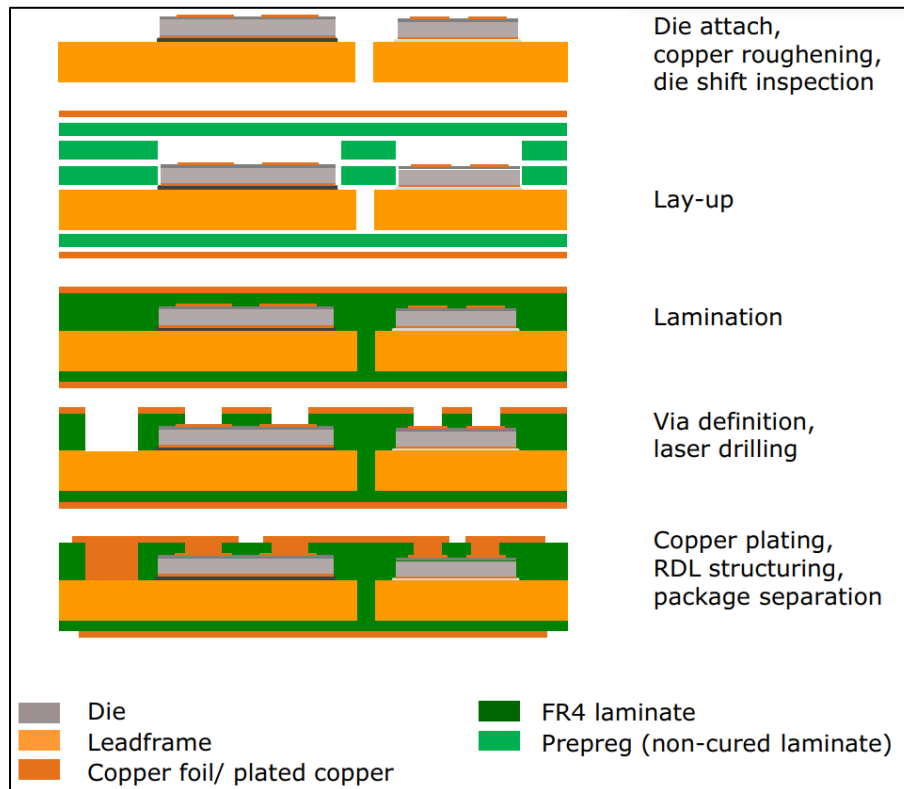 Die attach,
copper roughening,
die shift inspection
Lay-up
Lamination
Via definition,
laser drilling
Copper plating,
RDL structuring,
package separation
Die
Leadframe
Copper foil/ plated copper
FR4 laminate
Prepreg (non-cured laminate)